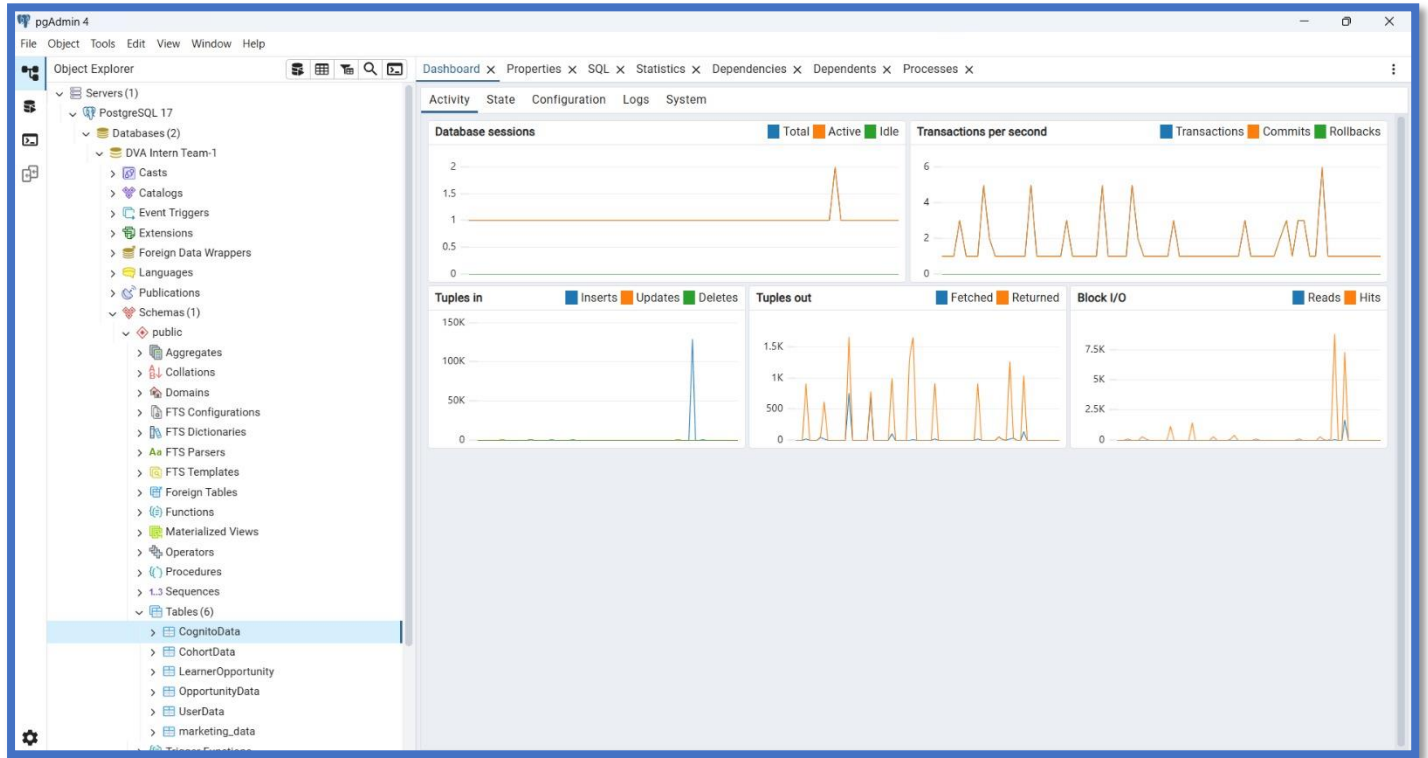 pgAdmin 4
File Object Tools Edit View Window Help
Object Explorer
Servers (1)
PostgreSQL 17
Databases (2)
DVA Intern Team-1
Casts
Catalogs
Event Triggers
Extensions
Foreign Data Wrappers
Languages
Publications
Schemas (1)
public
Aggregates
Collations
Domains
FTS Configurations
FTS Dictionaries
Aa FTS Parsers
FTS Templates
Foreign Tables
Functions
Materialized Views
Operators
Procedures
1..3 Sequences
Tables (6)
CognitoData
CohortData
LearnerOpportunity
OpportunityData
UserData
marketing_data
Trigger Functions
Dashboard Properties SQL Statistics Dependencies Dependents Processes
Activity State Configuration Logs System
Database sessions Total Active Idle
2
1.5
1
0.5
0
Transactions per second Transactions Commits Rollbacks
6
4
2
0
Tuples in Inserts Updates Deletes
150K
100K
50K
0
Tuples out Fetched Returned
1.5K
1K
500
0
Block I/O Reads Hits
7.5K
5K
2.5K
0